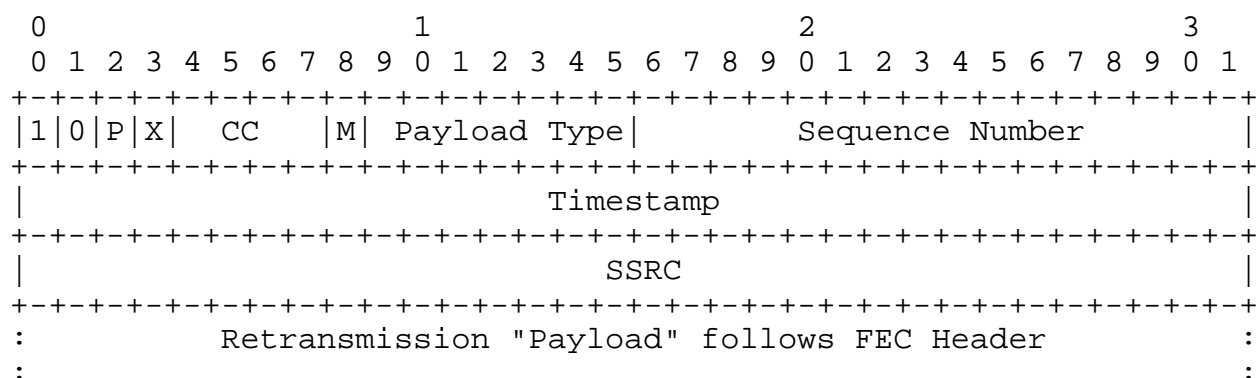 0                   1                   2                   3
 0 1 2 3 4 5 6 7 8 9 0 1 2 3 4 5 6 7 8 9 0 1 2 3 4 5 6 7 8 9 0 1
+-+-+-+-+-+-+-+-+-+-+-+-+-+-+-+-+-+-+-+-+-+-+-+-+-+-+-+-+-+-+-+-+
|1|0|P|X|  CC   |M| Payload Type|        Sequence Number        |
+-+-+-+-+-+-+-+-+-+-+-+-+-+-+-+-+-+-+-+-+-+-+-+-+-+-+-+-+-+-+-+-+
|                           Timestamp                           |
+-+-+-+-+-+-+-+-+-+-+-+-+-+-+-+-+-+-+-+-+-+-+-+-+-+-+-+-+-+-+-+-+
|                              SSRC                             |
+-+-+-+-+-+-+-+-+-+-+-+-+-+-+-+-+-+-+-+-+-+-+-+-+-+-+-+-+-+-+-+-+
:          Retransmission "Payload" follows FEC Header          :
:                                                               :